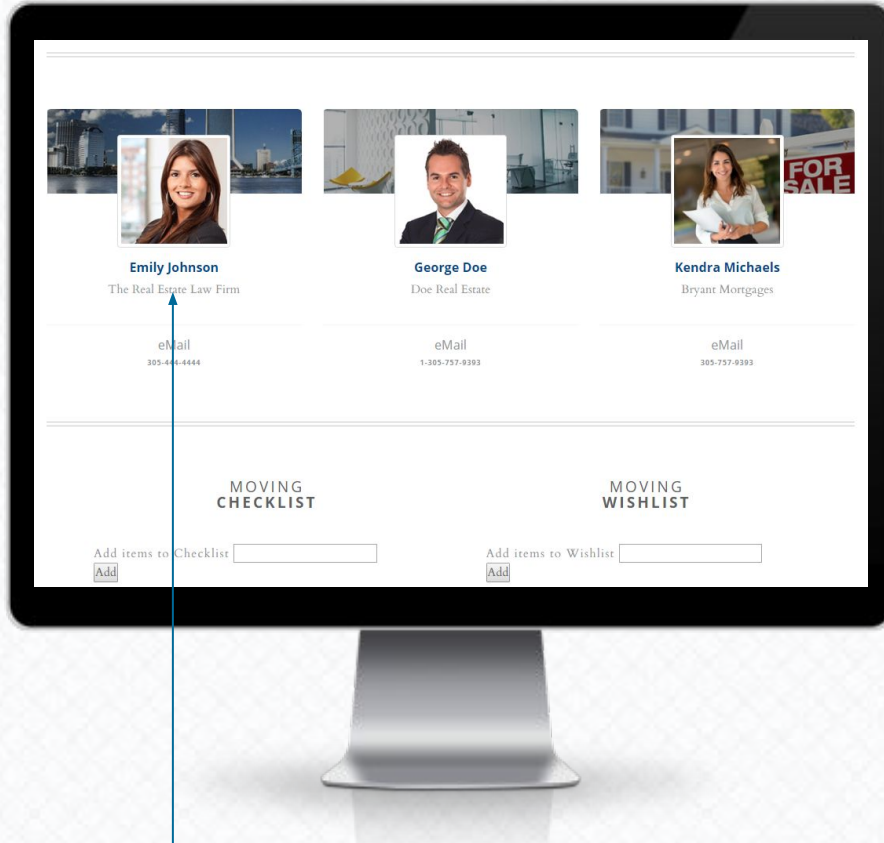 FOR
SALE
Emily Johnson
The Real Estate Law Firm
eMail
305-444-4444
George Doe
Doe Real Estate
eMail
1-305-757-9393
Kendra Michaels
Bryant Mortgages
eMail
305-757-9393
MOVING
CHECKLIST
Add items to Checklist
Add
MOVING
WISHLIST
Add items to Wishlist
Add